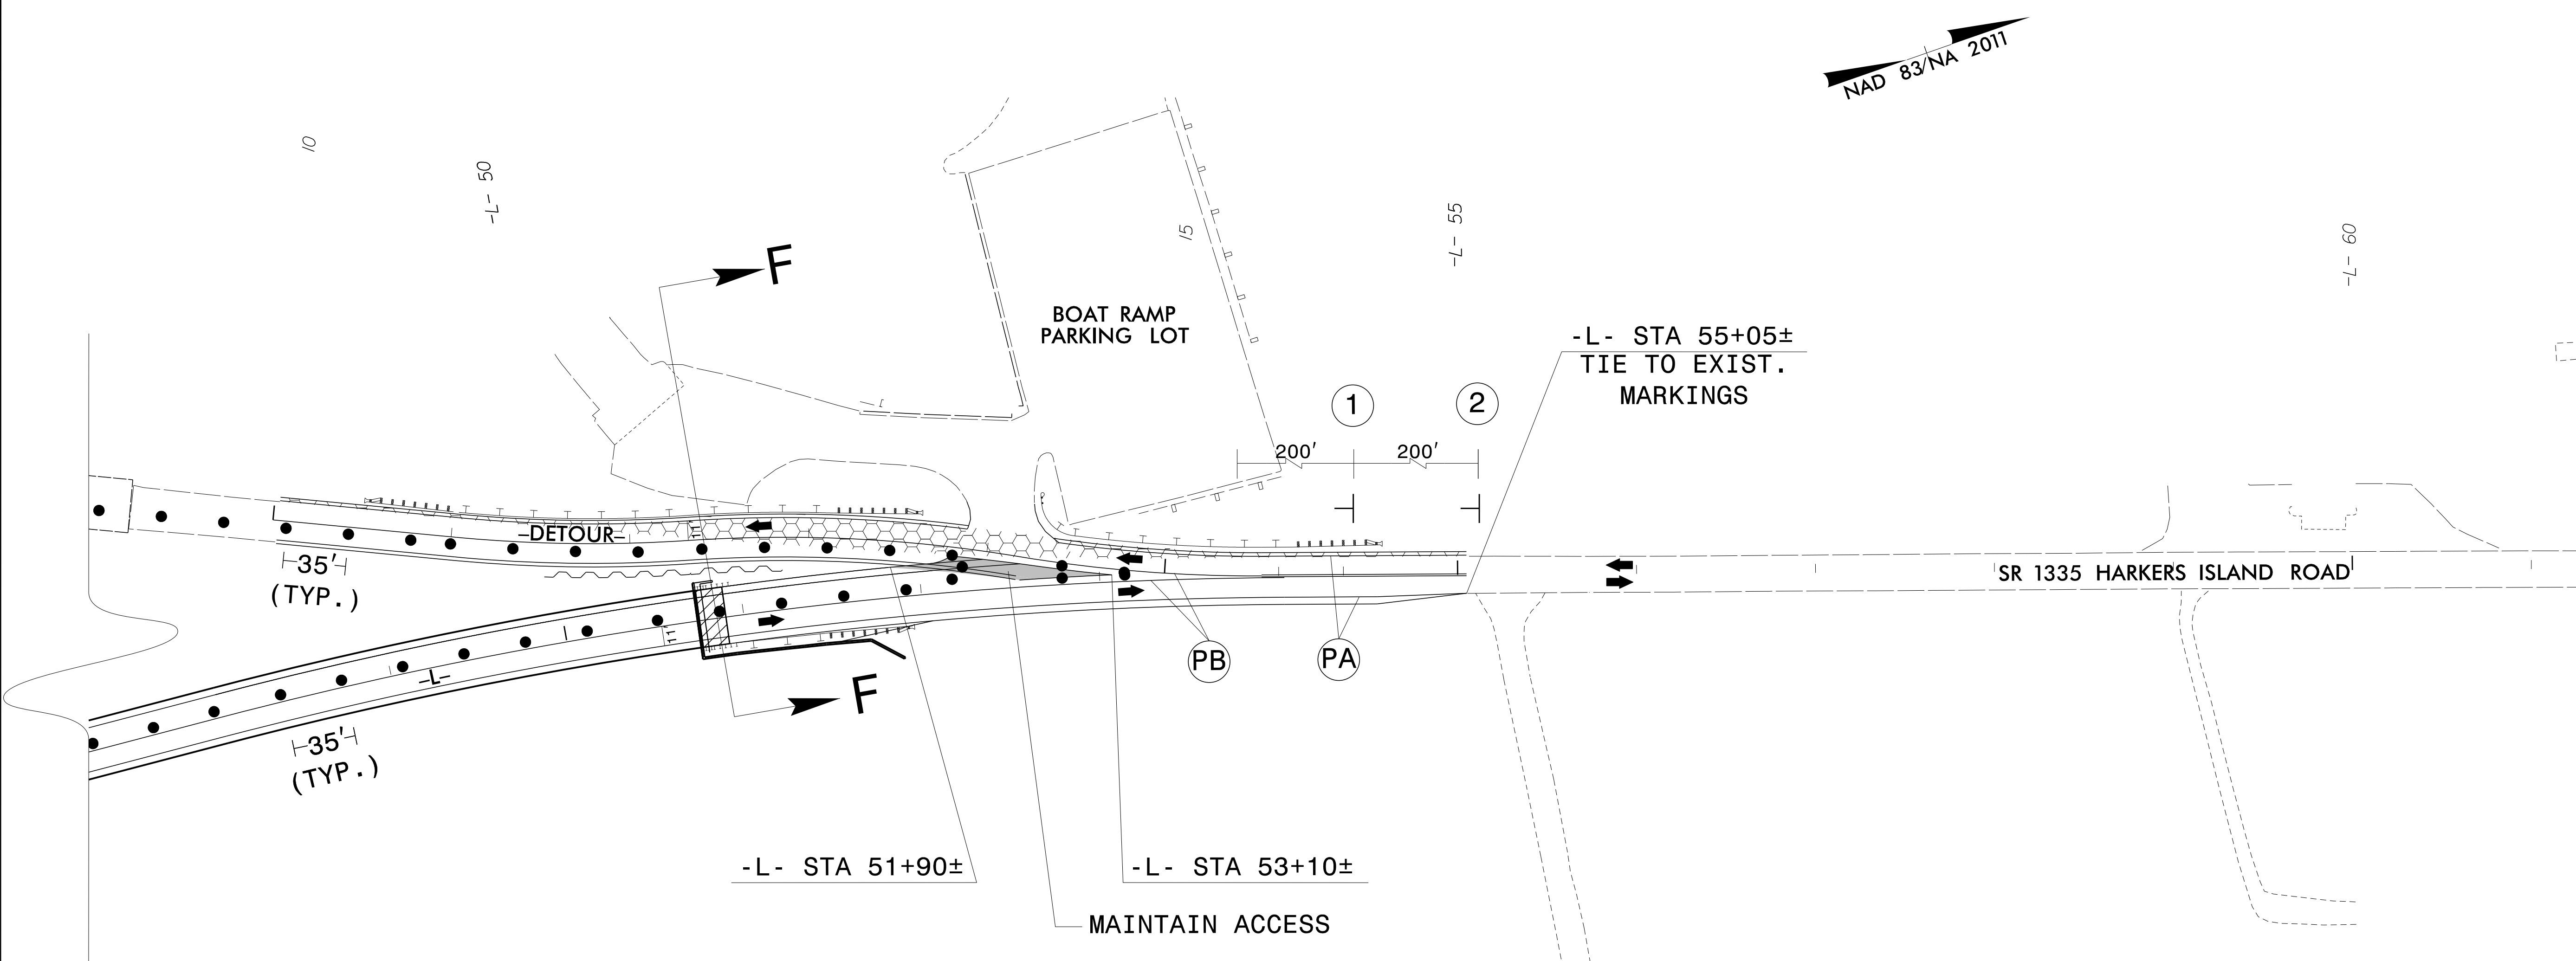 NAD 83/NA 2011
10
-L- 50
15
-L- 55
-L- 60
F
BOAT RAMP
PARKING LOT
-L- STA 55+05±
TIE TO EXIST.
MARKINGS
1
2
200'
200'
-DETOUR-
11'
35'
(TYP.)
SR 1335 HARKERS ISLAND ROAD
11'
-L-
PB
PA
F
35'
(TYP.)
-L- STA 51+90±
-L- STA 53+10±
MAINTAIN ACCESS